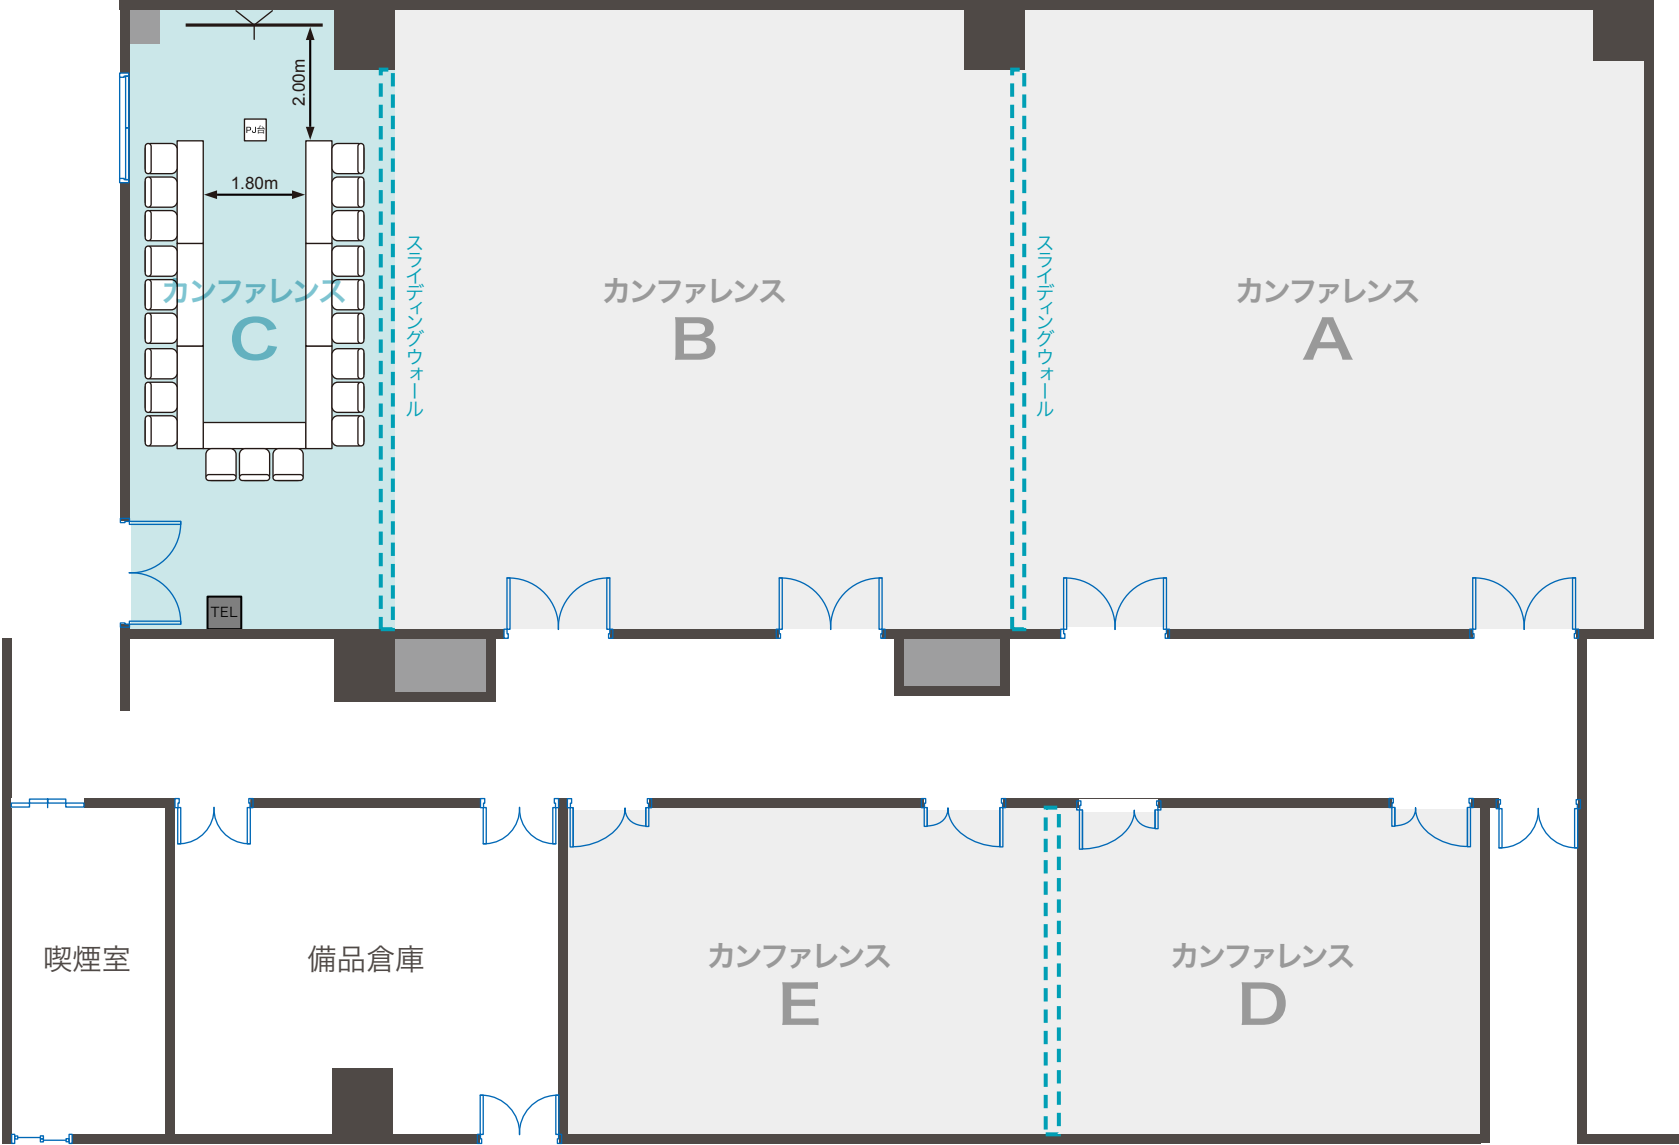 2.00m
PJ台
1.80m
カンファレンス
C
スライディングウォール
カンファレンス
B
スライディングウォール
カンファレンス
A
TEL
喫煙室
備品倉庫
カンファレンス
E
カンファレンス
D